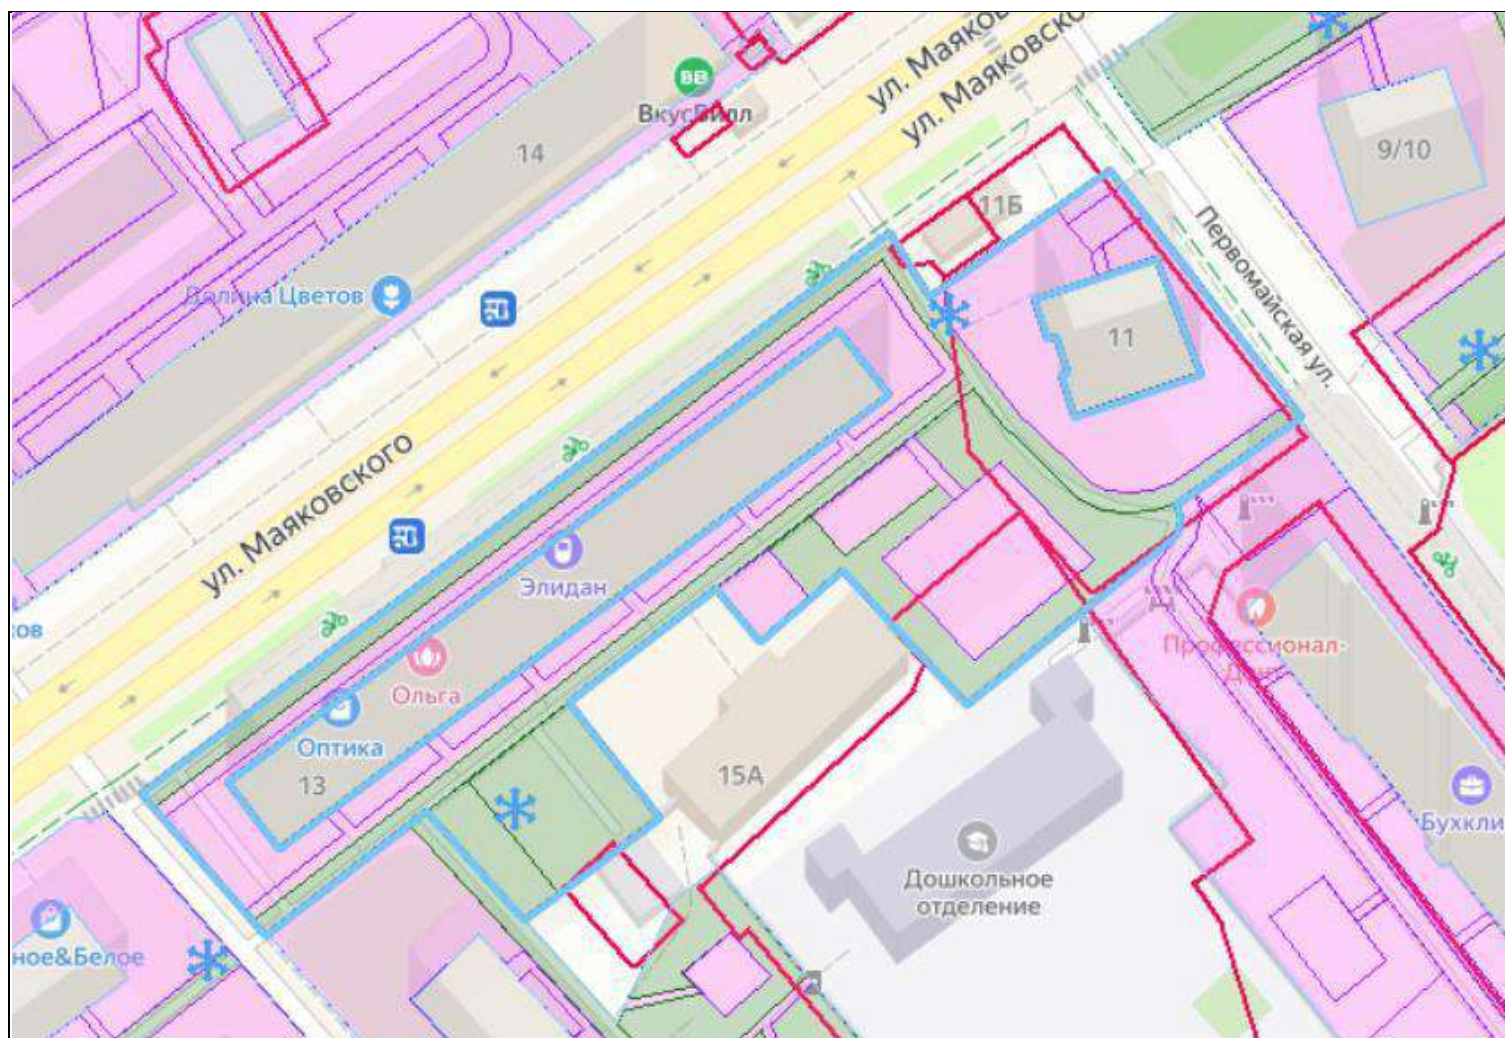 ул. Маяковско
ул. Маяковско
ВкусВилл
14
9/10
11Б
Первомайская ул.
Долина Цветов
11
ул. Маяковского
Элидан
ов
Профессионал-
Ольга
Оптика
13
15А
Бухкли
Дошкольное
отделение
ное&Белое